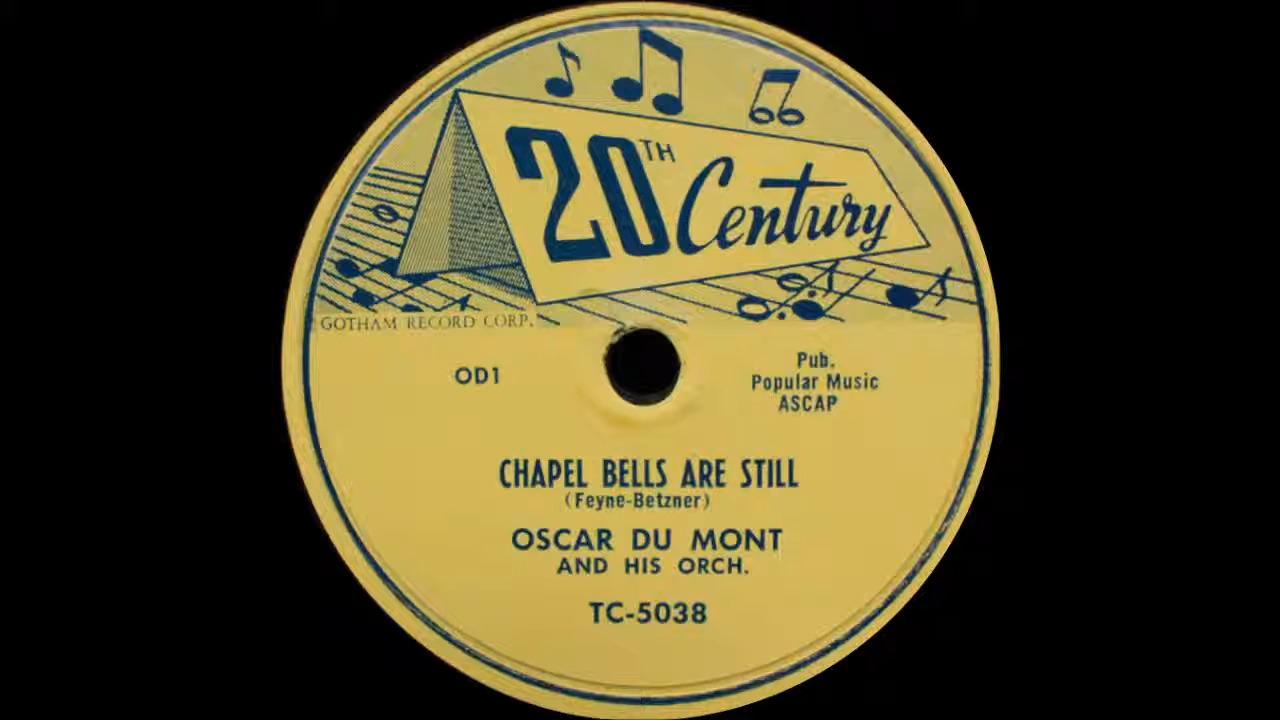 20TH Century
GOTHAM RECORD CORP.
OD1
Pub.
Popular Music
ASCAP
CHAPEL BELLS ARE STILL
(Feyne-Betzner)
OSCAR DU MONT
AND HIS ORCH.
TC-5038